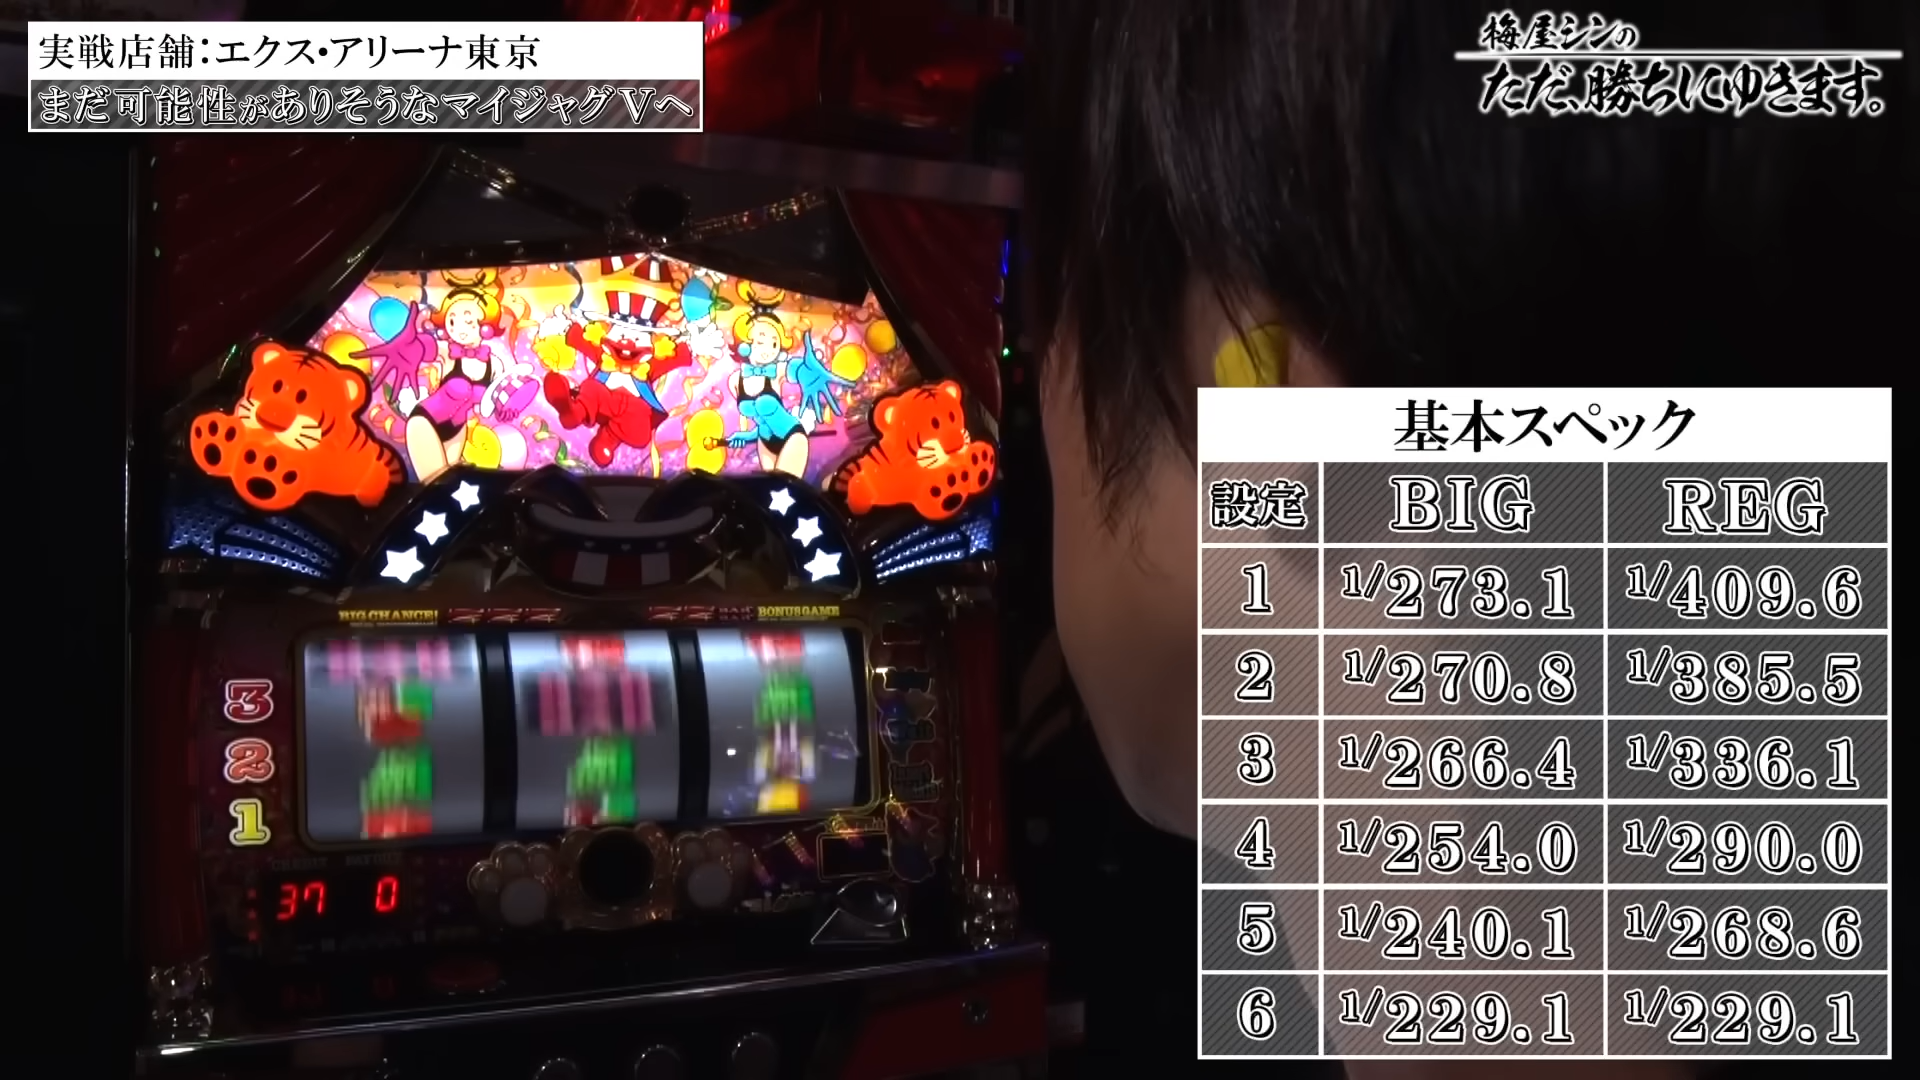 実戦店舗：エクス・アリーナ東京
まだ可能性がありそうなマイジャグVへ
梅屋シンの
ただ、勝ちにゆきます。
BIG CHANCE!
BONUS GAME
3
2
1
CREDIT
37 0
基本スペック
設定 BIG REG
1 1/273.1 1/409.6
2 1/270.8 1/385.5
3 1/266.4 1/336.1
4 1/254.0 1/290.0
5 1/240.1 1/268.6
6 1/229.1 1/229.1